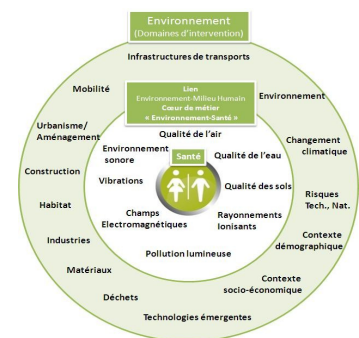 Environnement
(Domaines d'intervention)
Infrastructures de transports
Mobilité
Lien
Environnement-Milieu Humain
Cœur de métier
« Environnement-Santé »
Environnement
Urbanisme/
Aménagement
Qualité de l'air
Changement
climatique
Environnement
sonore
Santé
Qualité de l'eau
Construction
Vibrations
Qualité des sols
Risques
Tech., Nat.
Habitat
Champs
Electromagnétiques
Rayonnements
Ionisants
Contexte
démographique
Industries
Pollution lumineuse
Matériaux
Contexte
socio-économique
Déchets
Technologies émergentes